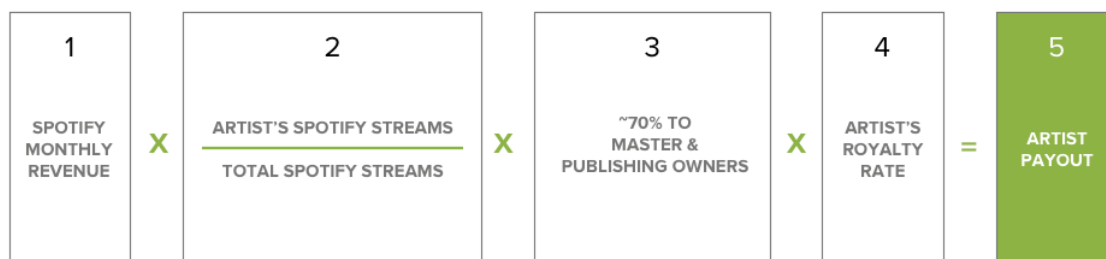 1
SPOTIFY
MONTHLY
REVENUE
X
2
ARTIST'S SPOTIFY STREAMS
TOTAL SPOTIFY STREAMS
X
3
~70% TO
MASTER &
PUBLISHING OWNERS
X
4
ARTIST'S
ROYALTY
RATE
=
5
ARTIST
PAYOUT